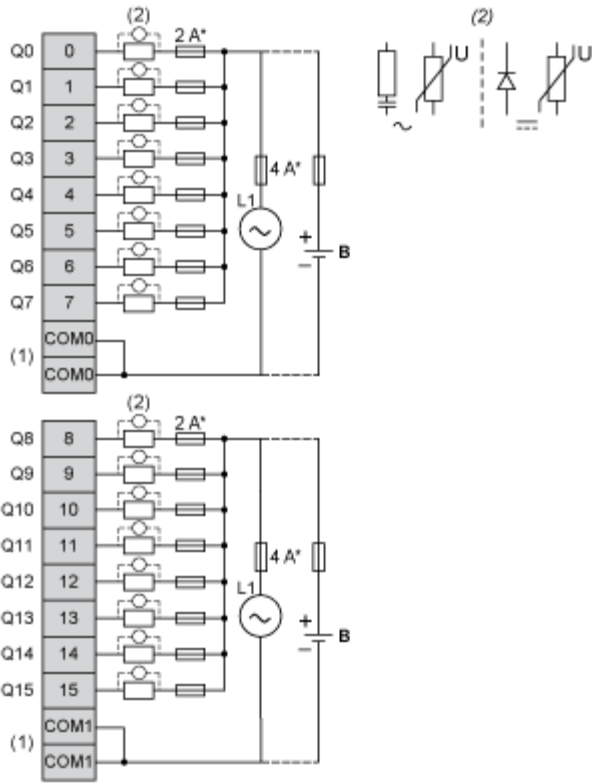 (2)
(2)
Q0 0 2 A*
U
U
Q1 1
Q2 2
Q3 3
4 A*
Q4 4
L1
Q5 5
+
B
−
Q6 6
Q7 7
COM0
(1)
COM0
(2)
Q8 8 2 A*
Q9 9
Q10 10
Q11 11
4 A*
Q12 12
L1
Q13 13
+
B
−
Q14 14
Q15 15
COM1
(1)
COM1